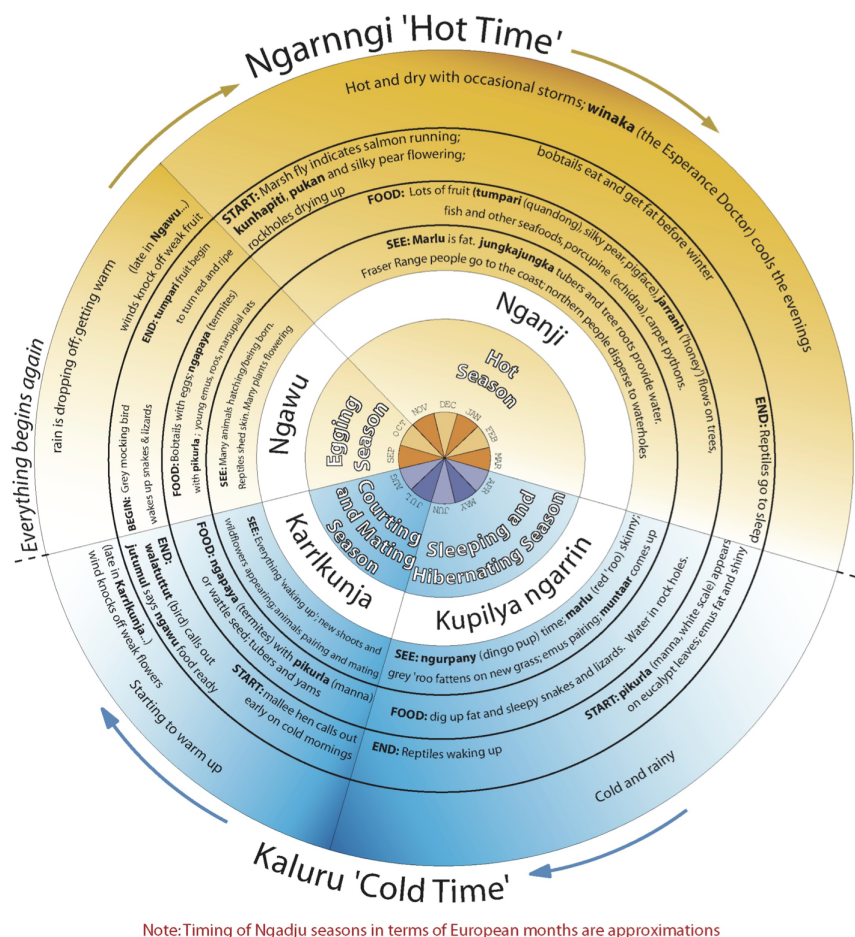 Ngarnngi 'Hot Time'
Hot and dry with occasional storms; winaka (the Esperance Doctor) cools the evenings
bobtails eat and get fat before winter
START: Marsh fly indicates salmon running;
kunhapiti, pukan and silky pear flowering;
rockholes drying up
END: Reptiles go to sleep
FOOD: Lots of fruit (tumpari (quandong), silky pear, pigface), jarranh ('honey') flows on trees,
fish and other seafoods, porcupine (echidna), carpet pythons.
SEE: Marlu is fat. jungkajungka tubers and tree roots provide water.
Fraser Range people go to the coast; northern people disperse to waterholes
Nganji
Hot
Season
Everything begins again
rain is dropping off; getting warm
(late in Ngawu...)
winds knock off weak fruit
END: tumpari fruit begin
to turn red and ripe
BEGIN: Grey mocking bird
wakes up snakes & lizards
FOOD: Bobtails with eggs; ngapaya (termites)
with pikurla; young emus, roos, marsupial rats
SEE: Many animals hatching/being born.
Reptiles shed skin. Many plants flowering
Ngawu
Egging
Season
SEP
OCT
NOV
DEC
JAN
FEB
MAR
APR
MAY
JUN
JUL
AUG
Courting
and Mating
Season
Karrlkunja
SEE: Everything 'waking up'; new shoots and
wildflowers appearing; animals pairing and mating
FOOD: ngapaya (termites) with pikurla (manna)
or wattle seed; tubers and yams
START: mallee hen calls out
early on cold mornings
END:
walatuttut (bird) calls out
jutumul says ngawu food ready
(late in Karrlkunja...)
wind knocks off weak flowers
Starting to warm up
Sleeping and
Hibernating Season
Kupilya ngarrin
SEE: ngurpany (dingo pup) time; marlu (red 'roo) skinny;
grey 'roo fattens on new grass; emus pairing; muntaar comes up
FOOD: dig up fat and sleepy snakes and lizards. Water in rock holes.
START: pikurla (manna, white scale) appears
on eucalypt leaves; emus fat and shiny
END: Reptiles waking up
Cold and rainy
Kaluru 'Cold Time'
Note: Timing of Ngadju seasons in terms of European months are approximations